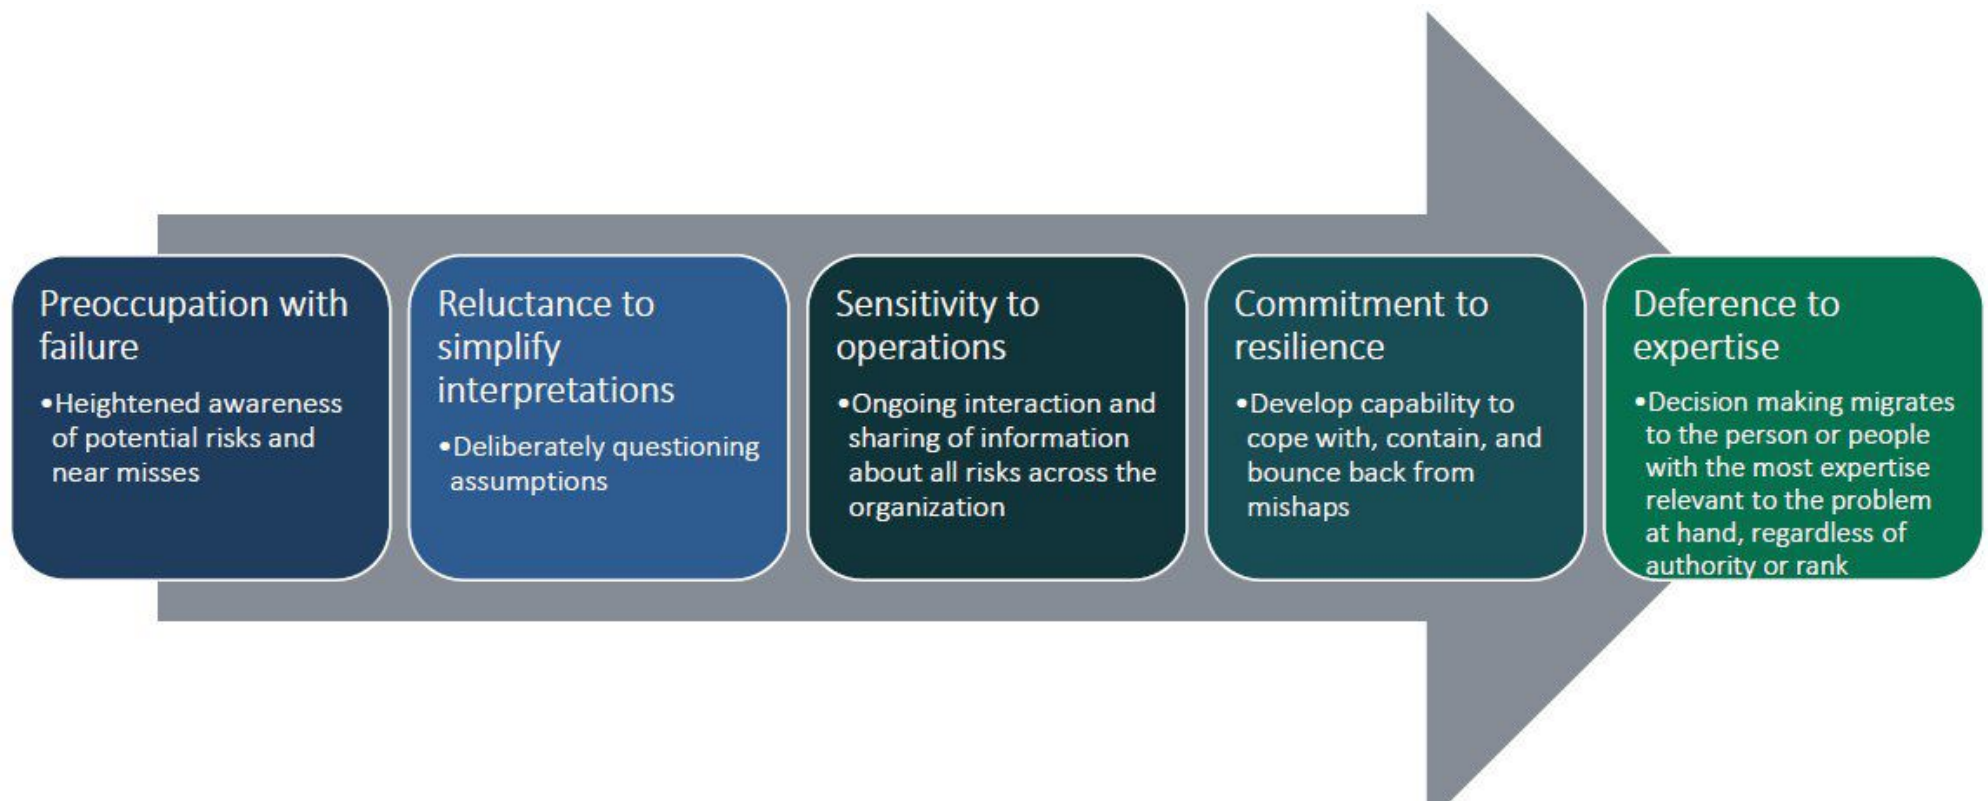 Preoccupation with
failure
•Heightened awareness
of potential risks and
near misses
Reluctance to
simplify
interpretations
•Deliberately questioning
assumptions
Sensitivity to
operations
•Ongoing interaction and
sharing of information
about all risks across the
organization
Commitment to
resilience
•Develop capability to
cope with, contain, and
bounce back from
mishaps
Deference to
expertise
•Decision making migrates
to the person or people
with the most expertise
relevant to the problem
at hand, regardless of
authority or rank